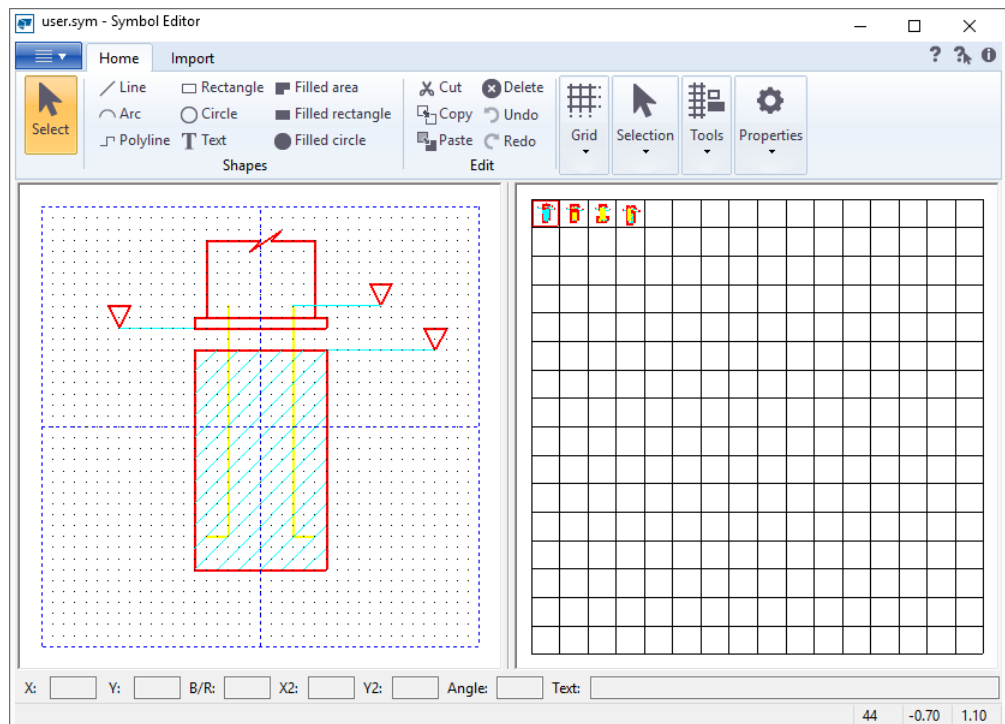 user.sym - Symbol Editor
Home Import
Select
Line Rectangle Filled area
Arc Circle Filled rectangle
Polyline Text Filled circle
Shapes
Cut Delete
Copy Undo
Paste Redo
Edit
Grid
Selection
Tools
Properties
X: Y: B/R: X2: Y2: Angle: Text:
44 -0.70 1.10